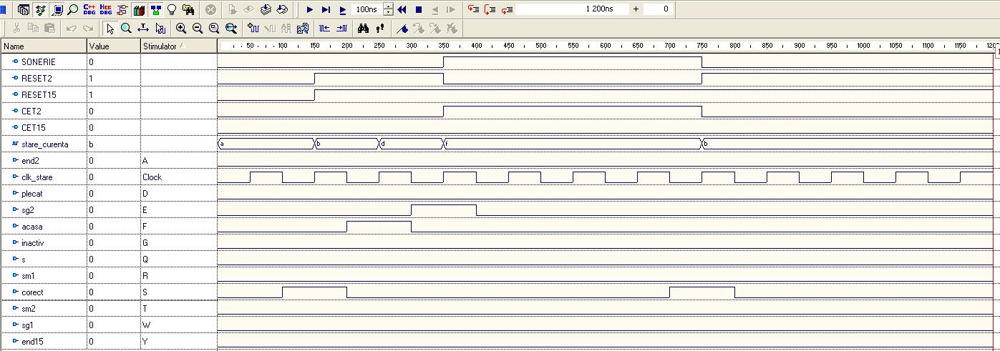 C++ DBG HCC DBG 100ns 1 200ns + 0
Name Value Stimulator 50 100 150 200 250 300 350 400 450 500 550 600 650 700 750 800 850 900 950 1000 1050 1100 1150 120
SONERIE 0
RESET2 1
RESET15 1
CET2 0
CET15 0
stare_curenta b a b d f b
end2 0 A
clk_stare 0 Clock
plecat 0 D
sg2 0 E
acasa 0 F
inactiv 0 G
s 0 Q
sm1 0 R
corect 0 S
sm2 0 T
sg1 0 W
end15 0 Y